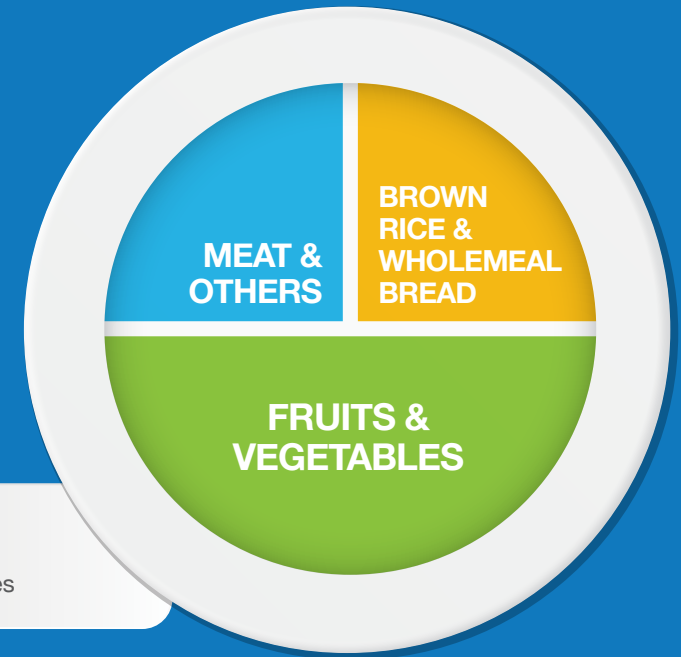 MEAT &
OTHERS
BROWN
RICE &
WHOLEMEAL
BREAD
FRUITS &
VEGETABLES